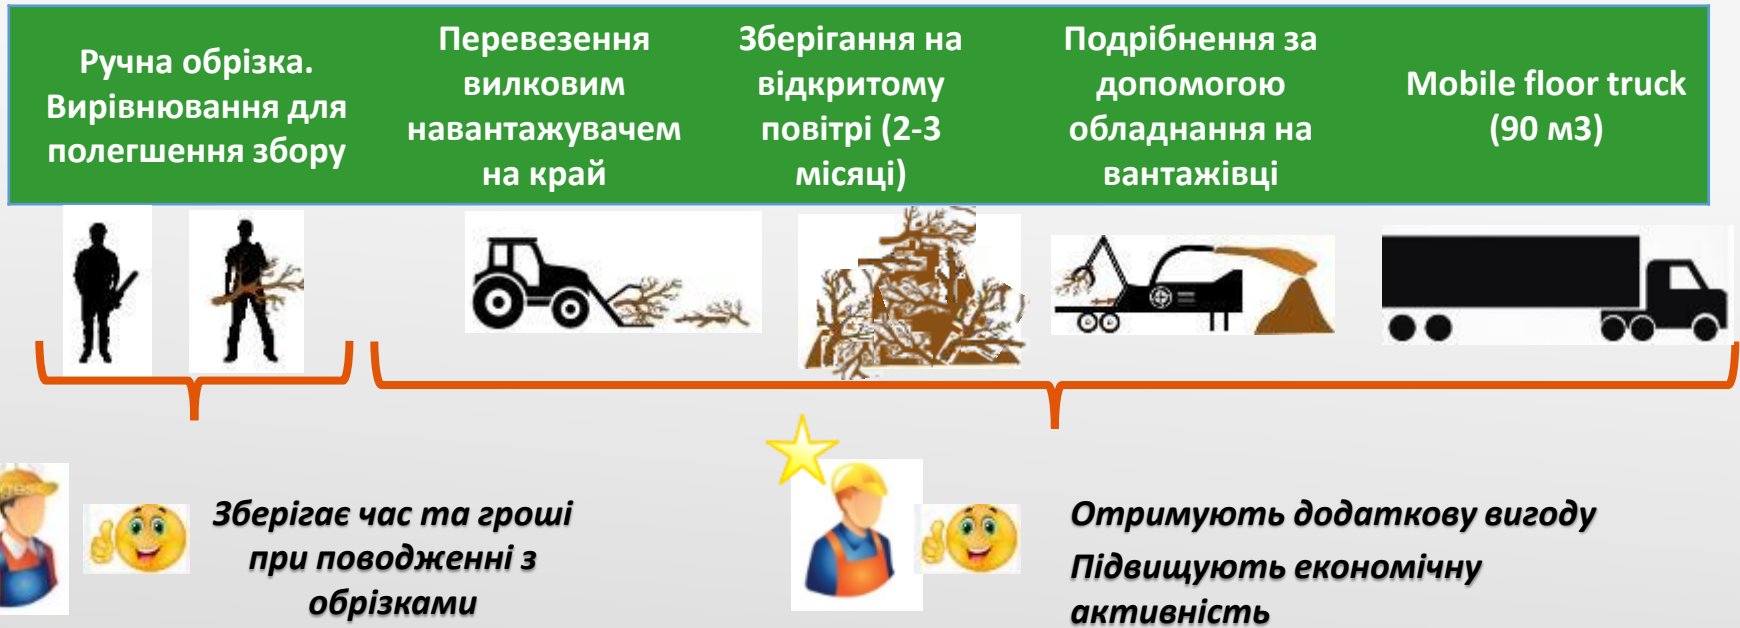 Ручна обрізка.
Вирівнювання для
полегшення збору
Перевезення
вилковим
навантажувачем
на край
Зберігання на
відкритому
повітрі (2-3
місяці)
Подрібнення за
допомогою
обладнання на
вантажівці
Mobile floor truck
(90 м3)
Зберігає час та гроші
при поводженні з
обрізками
Отримують додаткову вигоду
Підвищують економічну
активність